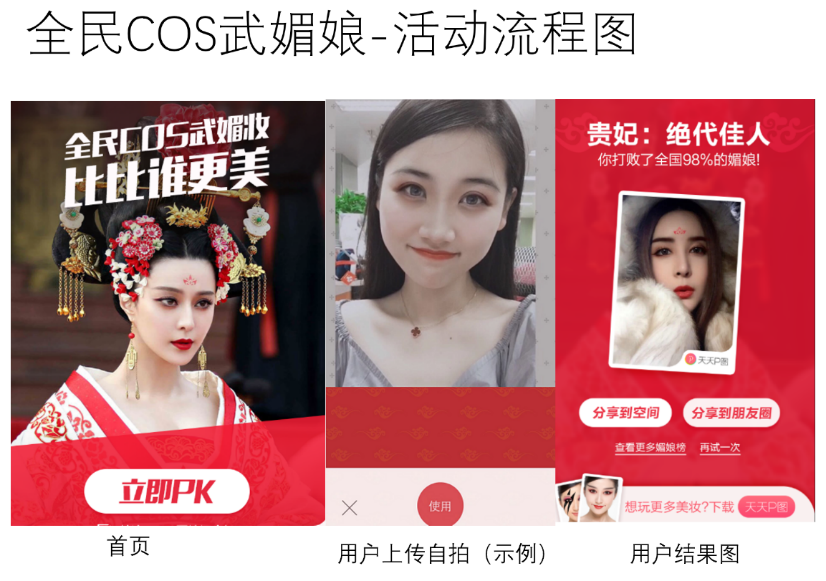 全民COS武媚娘-活动流程图
全民COS武媚妆
比比谁更美
立即PK
首页
使用
用户上传自拍（示例）
贵妃：绝代佳人
你打败了全国98%的媚娘!
天天P图
分享到空间
分享到朋友圈
查看更多媚娘榜
再试一次
想玩更多美妆?下载
天天P图
用户结果图